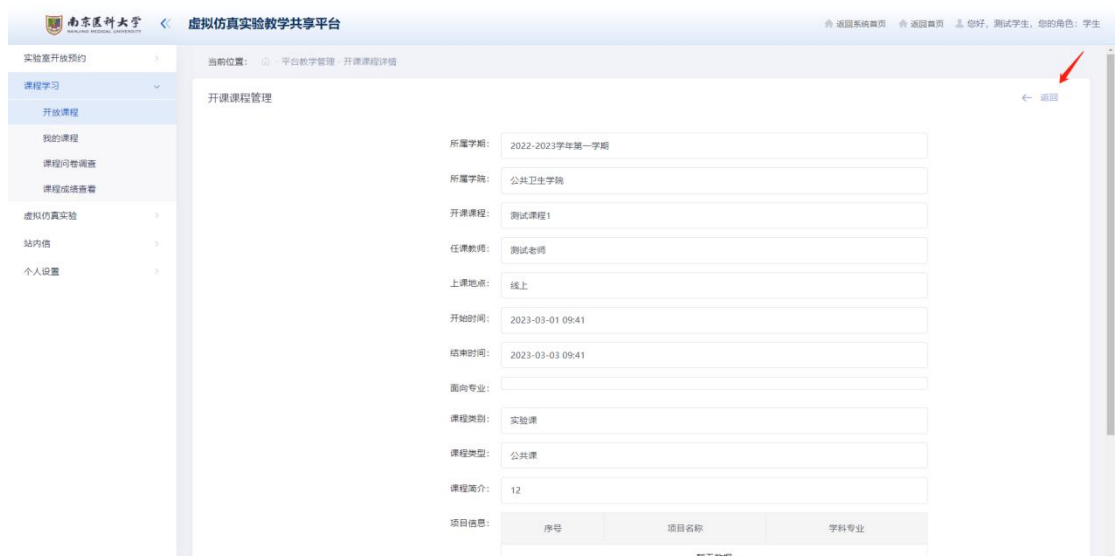 南京医科大学 虚拟仿真实验教学共享平台 返回系统首页 返回首页 您好，测试学生，您的角色：学生
NANJING MEDICAL UNIVERSITY
实验室开放预约
课程学习
开放课程
我的课程
课程问卷调查
课程成绩查看
虚拟仿真实验
站内信
个人设置
当前位置： 平台教学管理 · 开课课程详情
开课课程管理
← 返回
所属学期： 2022-2023学年第一学期
所属学院： 公共卫生学院
开课课程： 测试课程1
任课教师： 测试老师
上课地点： 线上
开始时间： 2023-03-01 09:41
结束时间： 2023-03-03 09:41
面向专业：
课程类别： 实验课
课程类型： 公共课
课程简介： 12
项目信息： 序号 项目名称 学科专业